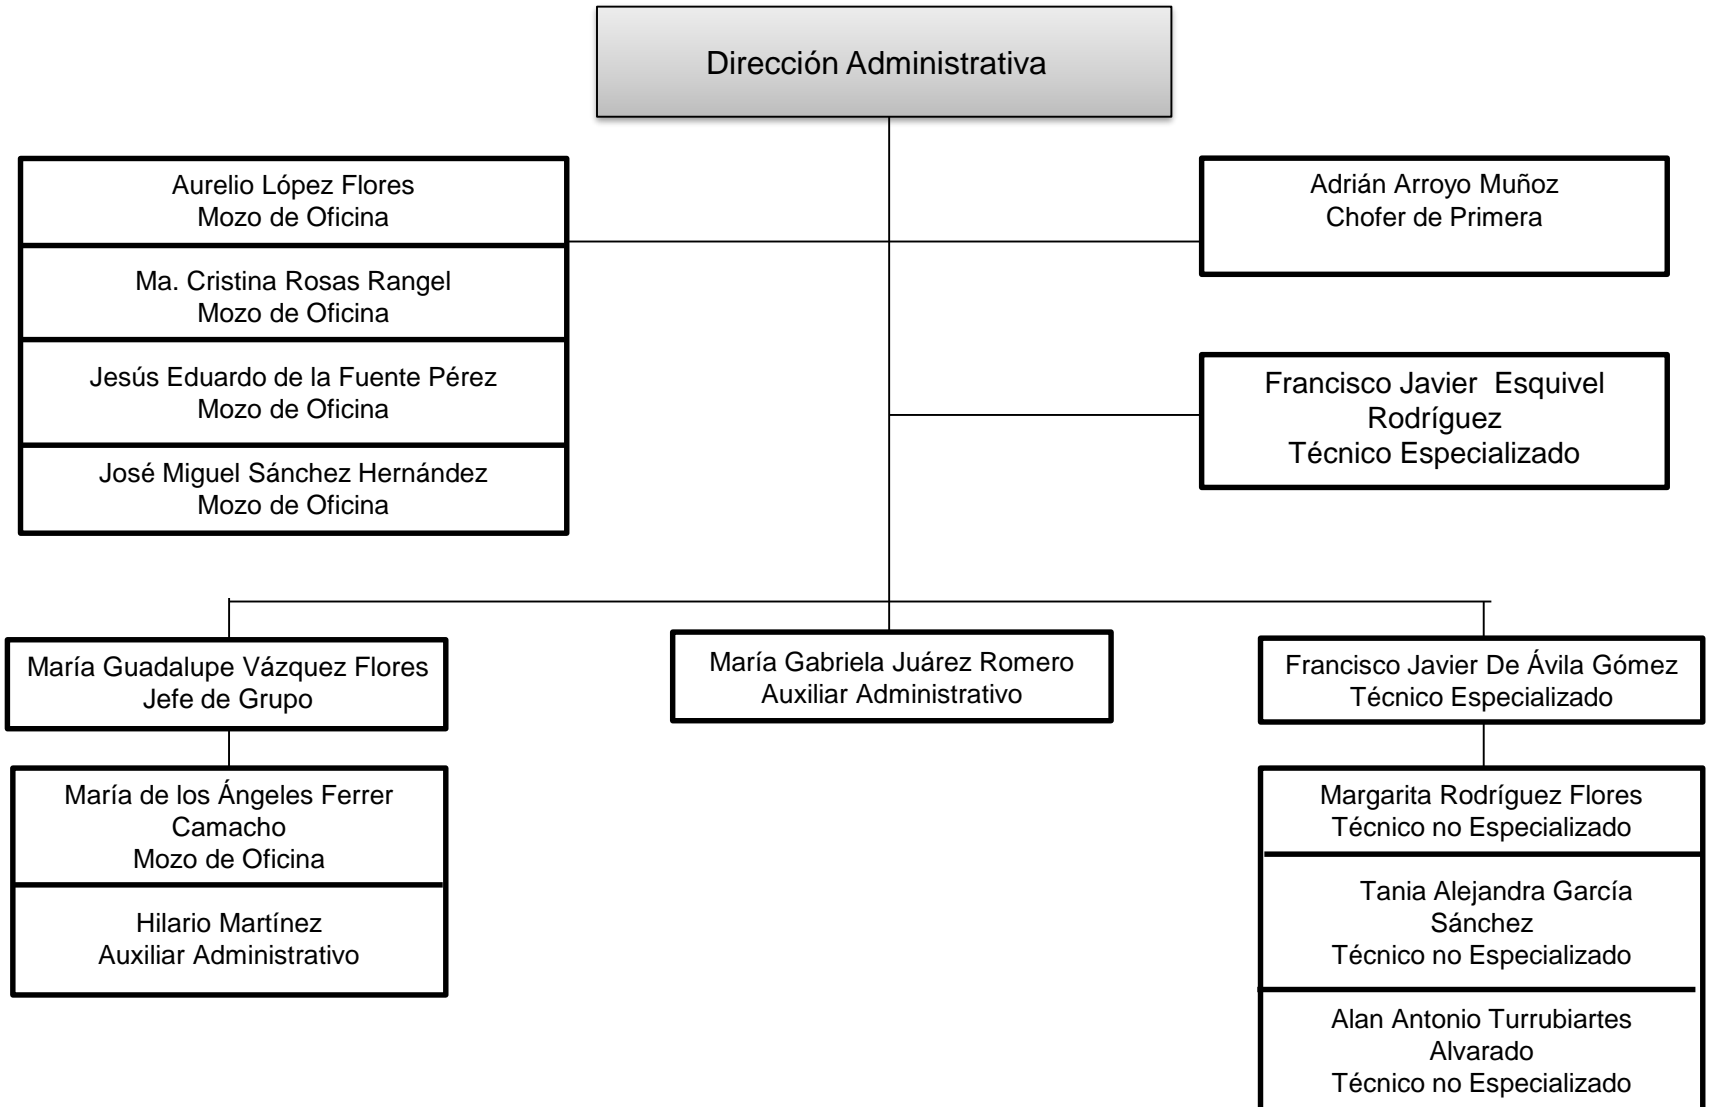 Dirección Administrativa
Aurelio López Flores
Mozo de Oficina
Ma. Cristina Rosas Rangel
Mozo de Oficina
Jesús Eduardo de la Fuente Pérez
Mozo de Oficina
José Miguel Sánchez Hernández
Mozo de Oficina
Adrián Arroyo Muñoz
Chofer de Primera
Francisco Javier  Esquivel
Rodríguez
Técnico Especializado
María Guadalupe Vázquez Flores
Jefe de Grupo
María de los Ángeles Ferrer
Camacho
Mozo de Oficina
Hilario Martínez
Auxiliar Administrativo
María Gabriela Juárez Romero
Auxiliar Administrativo
Francisco Javier De Ávila Gómez
Técnico Especializado
Margarita Rodríguez Flores
Técnico no Especializado
Tania Alejandra García
Sánchez
Técnico no Especializado
Alan Antonio Turrubiartes
Alvarado
Técnico no Especializado